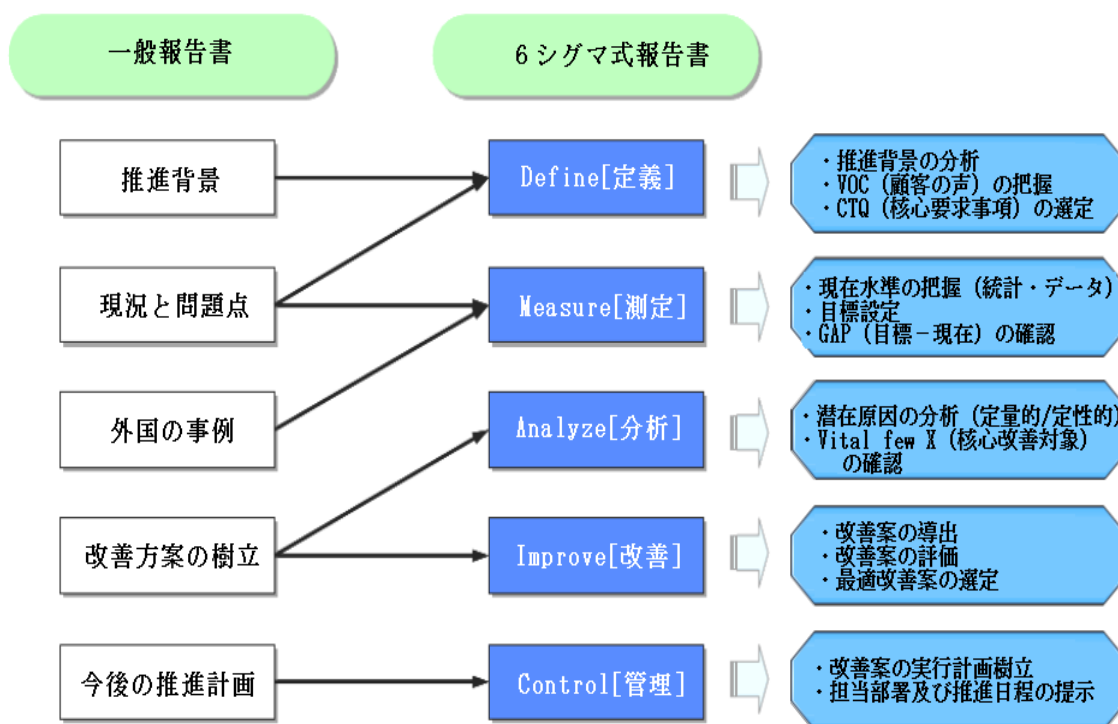 一般報告書
6シグマ式報告書
推進背景
Define[定義]
・推進背景の分析
・VOC（顧客の声）の把握
・CTQ（核心要求事項）の選定
現況と問題点
Measure[測定]
・現在水準の把握（統計・データ）
・目標設定
・GAP（目標－現在）の確認
外国の事例
Analyze[分析]
・潜在原因の分析（定量的/定性的）
・Vital few X（核心改善対象）
の確認
改善方案の樹立
Improve[改善]
・改善案の導出
・改善案の評価
・最適改善案の選定
今後の推進計画
Control[管理]
・改善案の実行計画樹立
・担当部署及び推進日程の提示